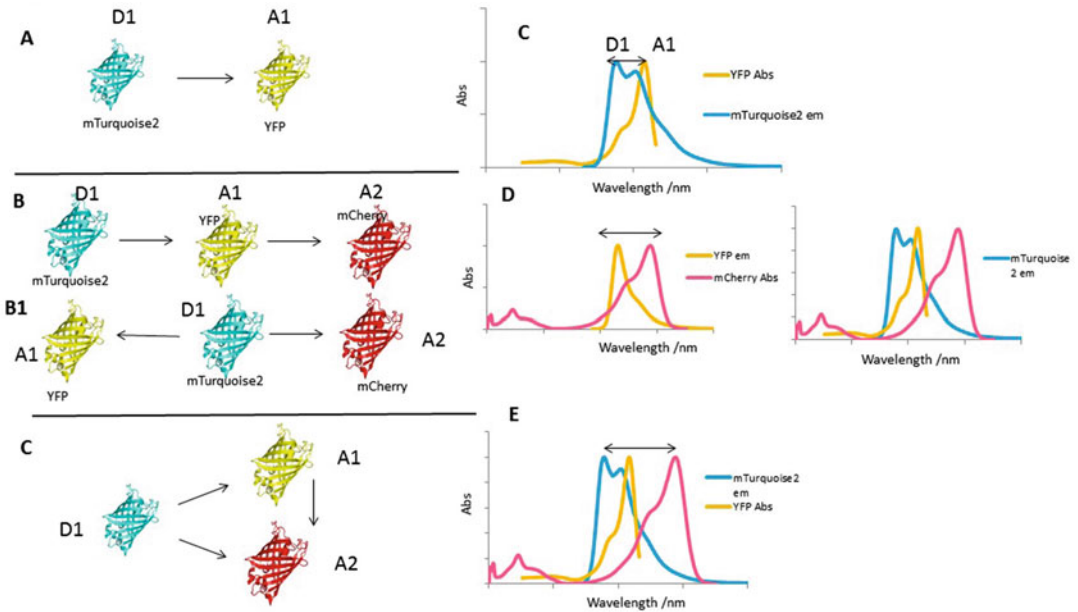 A
D1
A1
mTurquoise2
YFP
B
D1
A1
A2
YFP
mCherry
mTurquoise2
B1
D1
A1
A2
YFP
mTurquoise2
mCherry
C
A1
D1
A2
C
D1
A1
Abs
YFP Abs
mTurquoise2 em
Wavelength /nm
D
Abs
YFP em
mCherry Abs
Wavelength /nm
mTurquoise
2 em
Wavelength /nm
E
Abs
mTurquoise2
em
YFP Abs
Wavelength /nm